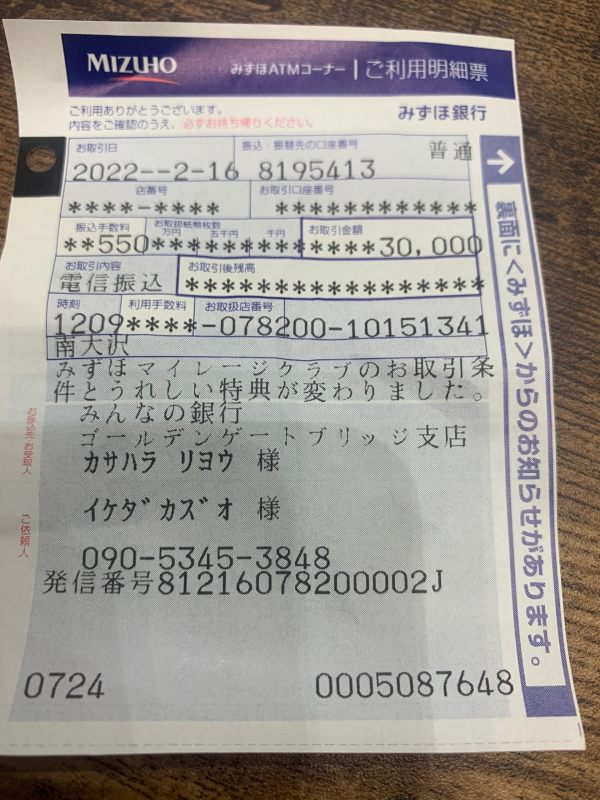 MIZUHO みずほATMコーナー ご利用明細票
ご利用ありがとうございます。
内容をご確認のうえ、必ずお持ち帰りください。
みずほ銀行
お取引日 振込・振替先の口座番号 普通
2022--2-16 8195413
店番号 お取引口座番号
****-**** ************
振込手数料 お取扱紙幣枚数 万円 五千円 千円 お取引金額
**550*************30,000
お取引内容 お取引後残高
電信振込 *****************
時刻 利用手数料 お取扱店番号
1209****-078200-10151341
南大沢
みずほマイレージクラブのお取引条
件とうれしい特典が変わりました。
みんなの銀行
ゴールデンゲートブリッジ支店
カサハラ リヨウ 様
イケダカズオ 様
090-5345-3848
発信番号81216078200002J
0724 0005087648
お振込先・お受取人
ご依頼人
裏面に<みずほ>からのお知らせがあります。